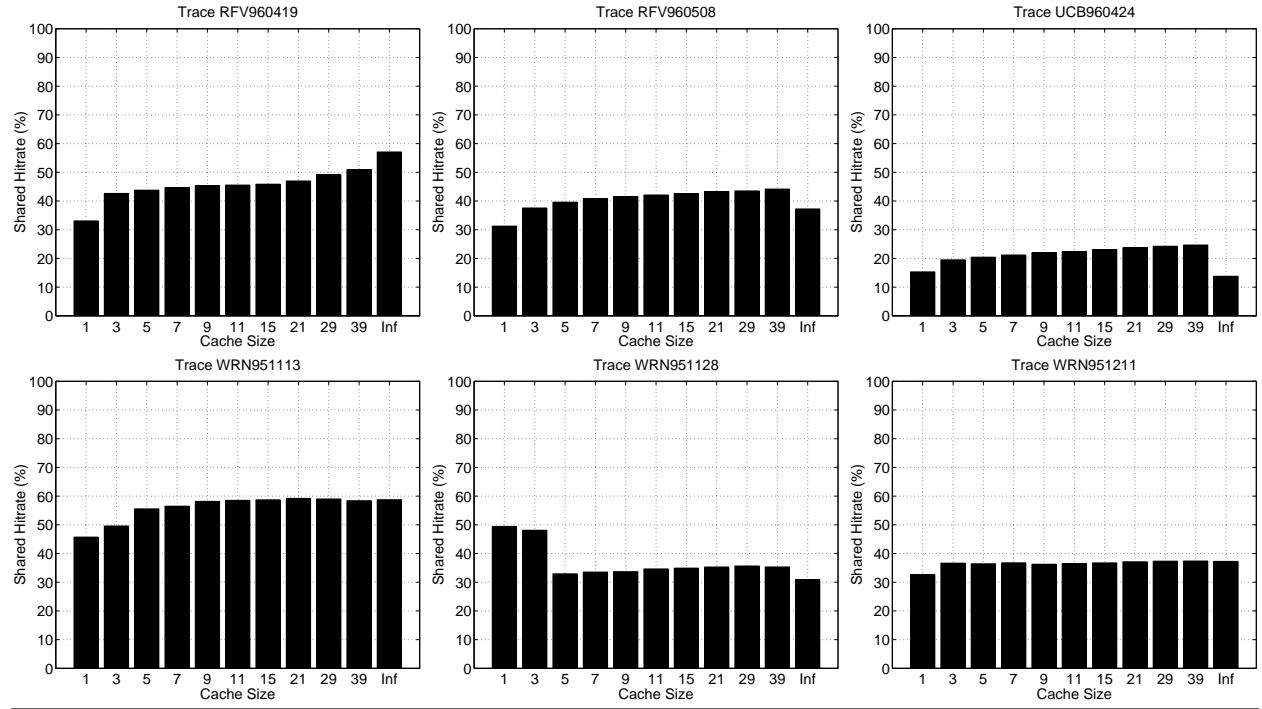 Trace RFV960419
100
90
80
70
60
50
40
30
20
10
0
Shared Hitrate (%)
1 3 5 7 9 11 15 21 29 39 Inf
Cache Size
Trace RFV960508
100
90
80
70
60
50
40
30
20
10
0
Shared Hitrate (%)
1 3 5 7 9 11 15 21 29 39 Inf
Cache Size
Trace UCB960424
100
90
80
70
60
50
40
30
20
10
0
Shared Hitrate (%)
1 3 5 7 9 11 15 21 29 39 Inf
Cache Size
Trace WRN951113
100
90
80
70
60
50
40
30
20
10
0
Shared Hitrate (%)
1 3 5 7 9 11 15 21 29 39 Inf
Cache Size
Trace WRN951128
100
90
80
70
60
50
40
30
20
10
0
Shared Hitrate (%)
1 3 5 7 9 11 15 21 29 39 Inf
Cache Size
Trace WRN951211
100
90
80
70
60
50
40
30
20
10
0
Shared Hitrate (%)
1 3 5 7 9 11 15 21 29 39 Inf
Cache Size